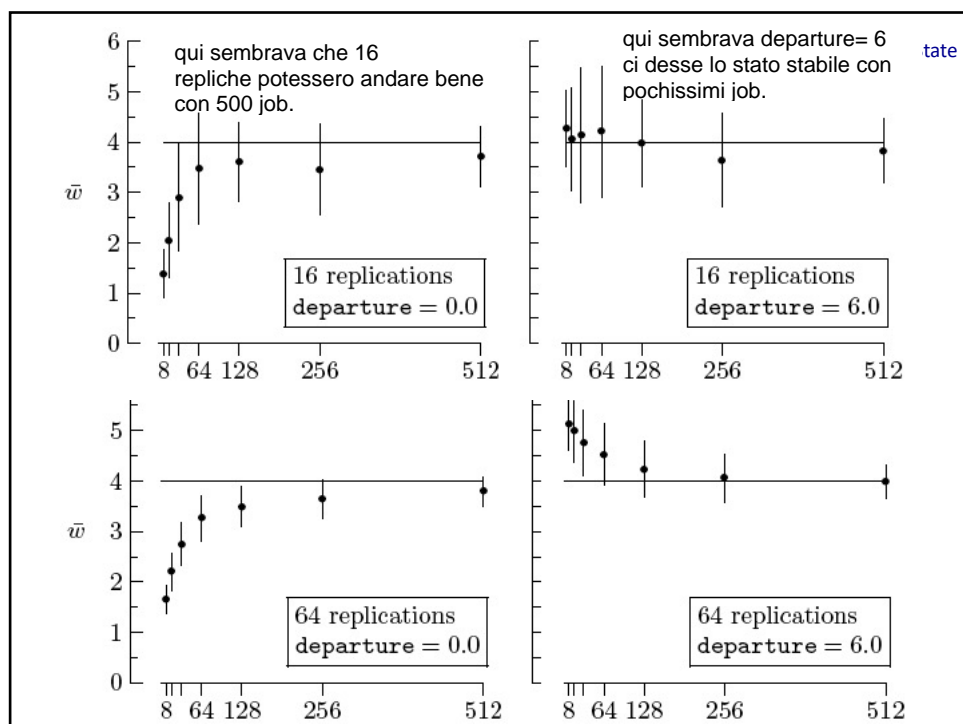 qui sembrava che 16
repliche potessero andare bene
con 500 job.
qui sembrava departure= 6
ci desse lo stato stabile con
pochissimi job.
tate
6
5
4
3
2
1
0
w̄
16 replications
departure = 0.0
8 64 128 256 512
16 replications
departure = 6.0
8 64 128 256 512
5
4
3
2
1
0
w̄
64 replications
departure = 0.0
8 64 128 256 512
64 replications
departure = 6.0
8 64 128 256 512